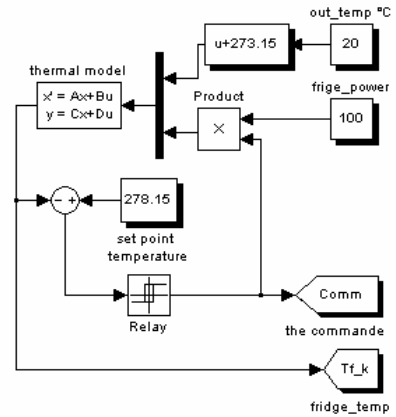 out_temp ºC
u+273.15
20
thermal model
x' = Ax+Bu
y = Cx+Du
Product
frige_power
×
100
- +
278.15
set point
temperature
Relay
Comm
the commande
Tf_k
fridge_temp